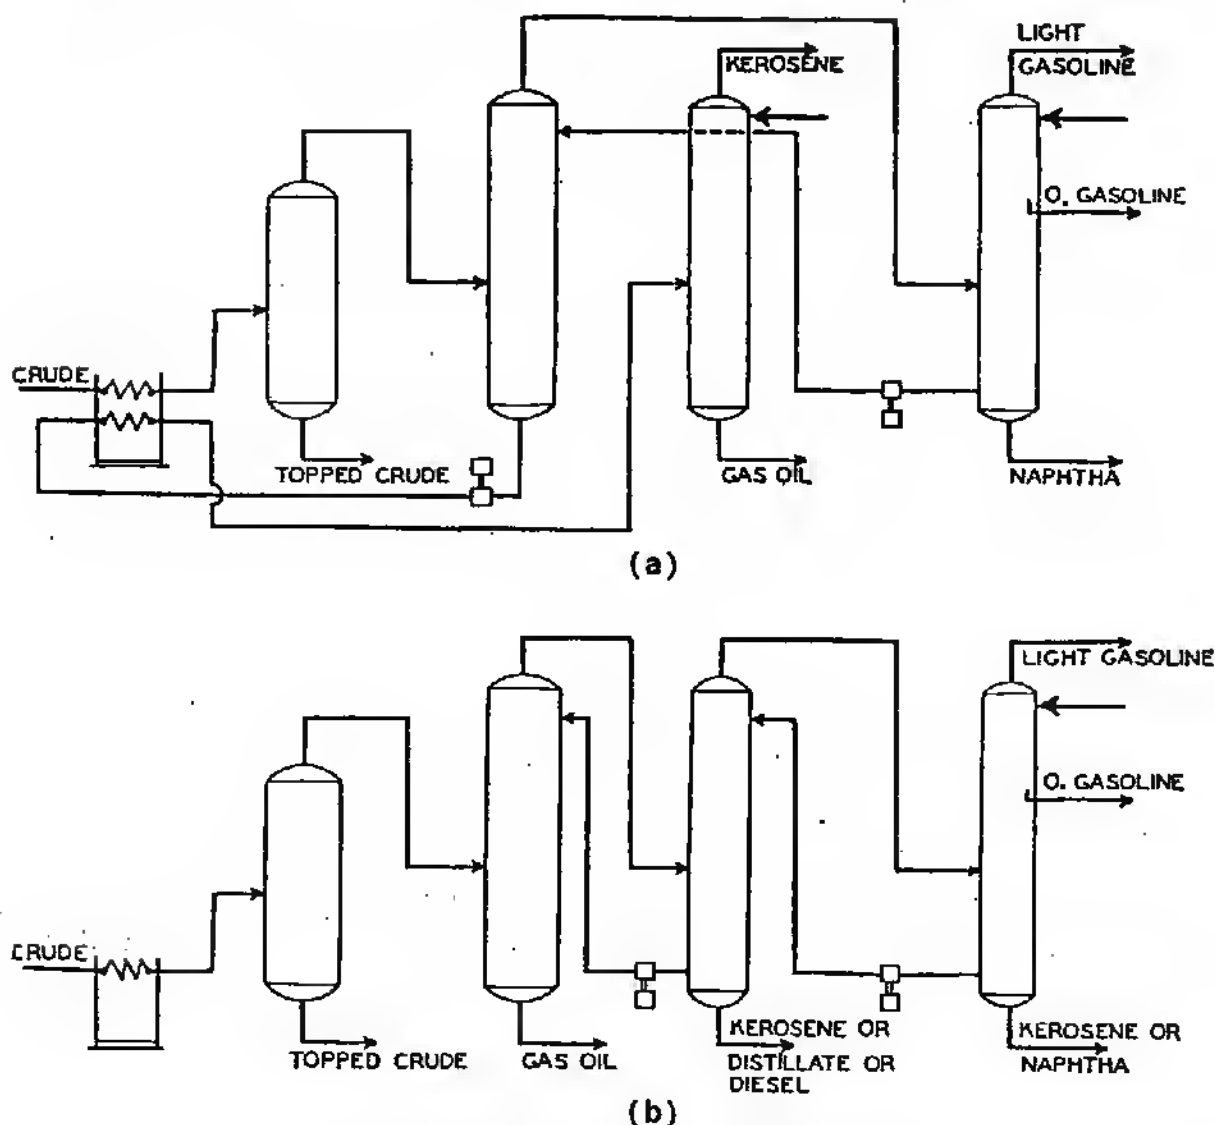 LIGHT
GASOLINE
KEROSENE
O. GASOLINE
CRUDE
TOPPED CRUDE
GAS OIL
NAPHTHA
(a)
LIGHT GASOLINE
O. GASOLINE
CRUDE
TOPPED CRUDE
GAS OIL
KEROSENE OR
DISTILLATE OR
DIESEL
KEROSENE OR
NAPHTHA
(b)